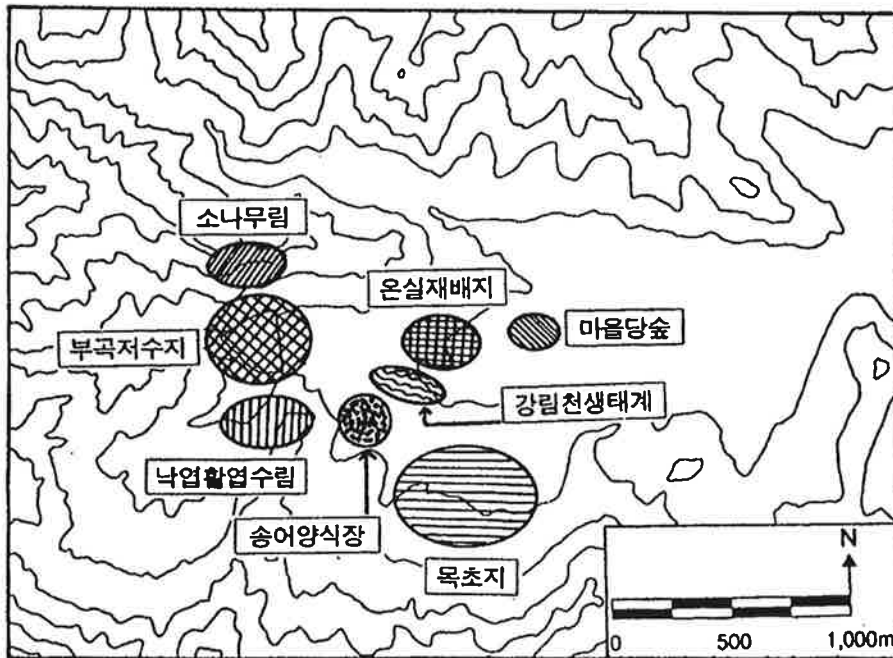 소나무림
온실재배지
부곡저수지
마을당숲
강림천생태계
낙엽활엽수림
송어양식장
목초지
N
0 500 1,000m